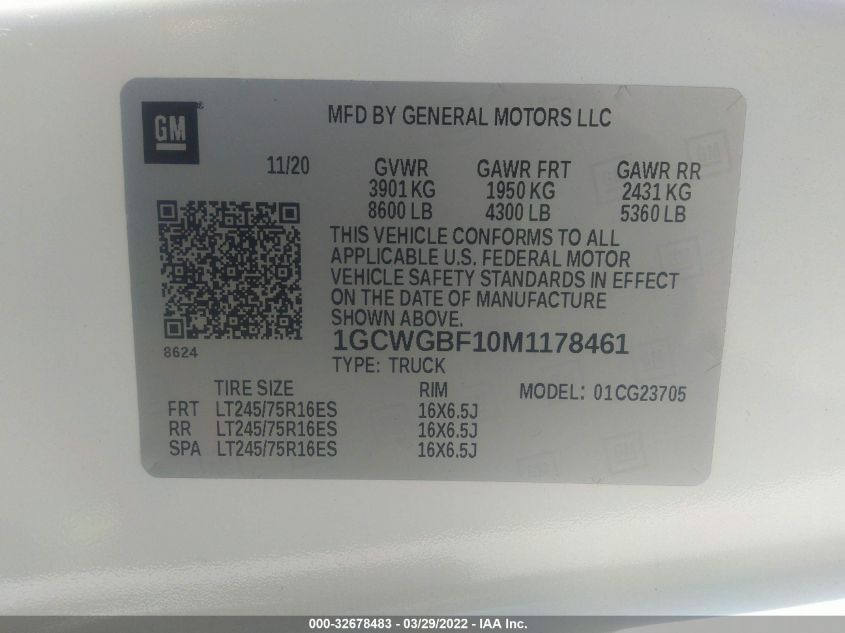 GM
®
MFD BY GENERAL MOTORS LLC
11/20 GVWR GAWR FRT GAWR RR
3901 KG 1950 KG 2431 KG
8600 LB 4300 LB 5360 LB
THIS VEHICLE CONFORMS TO ALL
APPLICABLE U.S. FEDERAL MOTOR
VEHICLE SAFETY STANDARDS IN EFFECT
ON THE DATE OF MANUFACTURE
SHOWN ABOVE.
1GCWGBF10M1178461
8624
TYPE: TRUCK
TIRE SIZE RIM MODEL: 01CG23705
FRT LT245/75R16ES 16X6.5J
RR LT245/75R16ES 16X6.5J
SPA LT245/75R16ES 16X6.5J
000-32678483 - 03/29/2022 - IAA Inc.